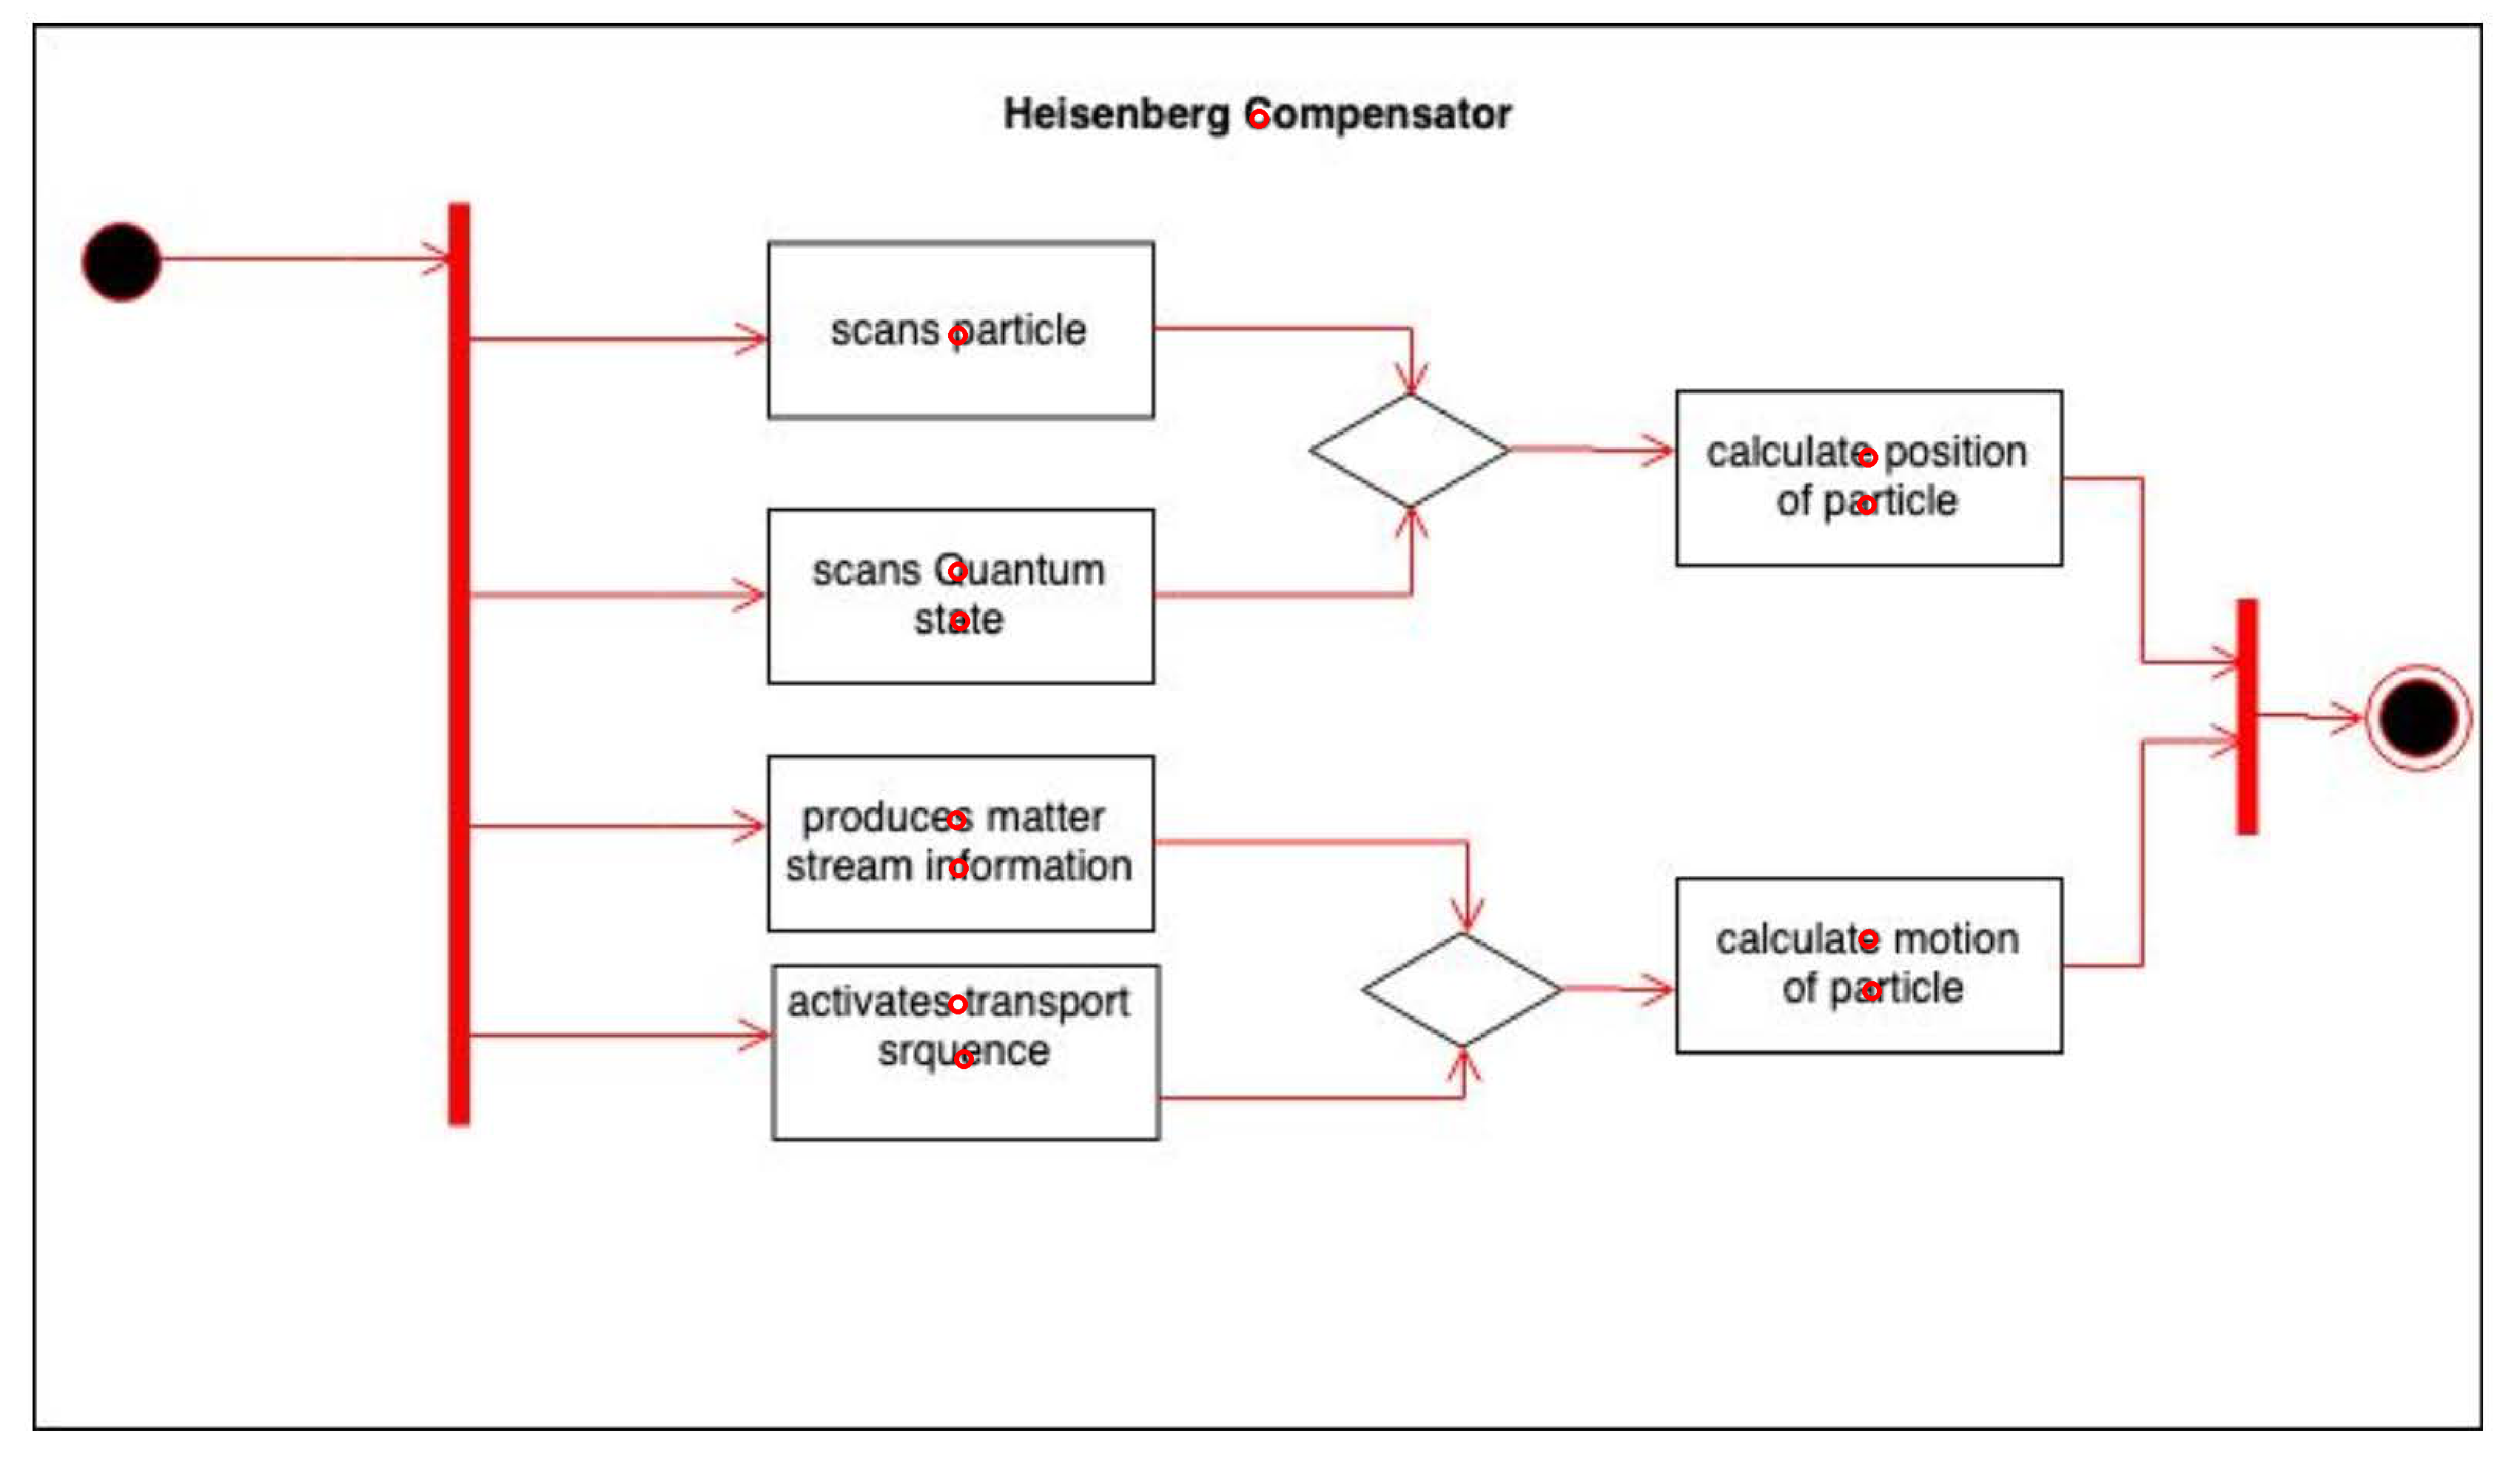 Heisenberg Compensator
scans particle
scans Quantum
state
produces matter
stream information
activates transport
srquence
calculate position
of particle
calculate motion
of particle